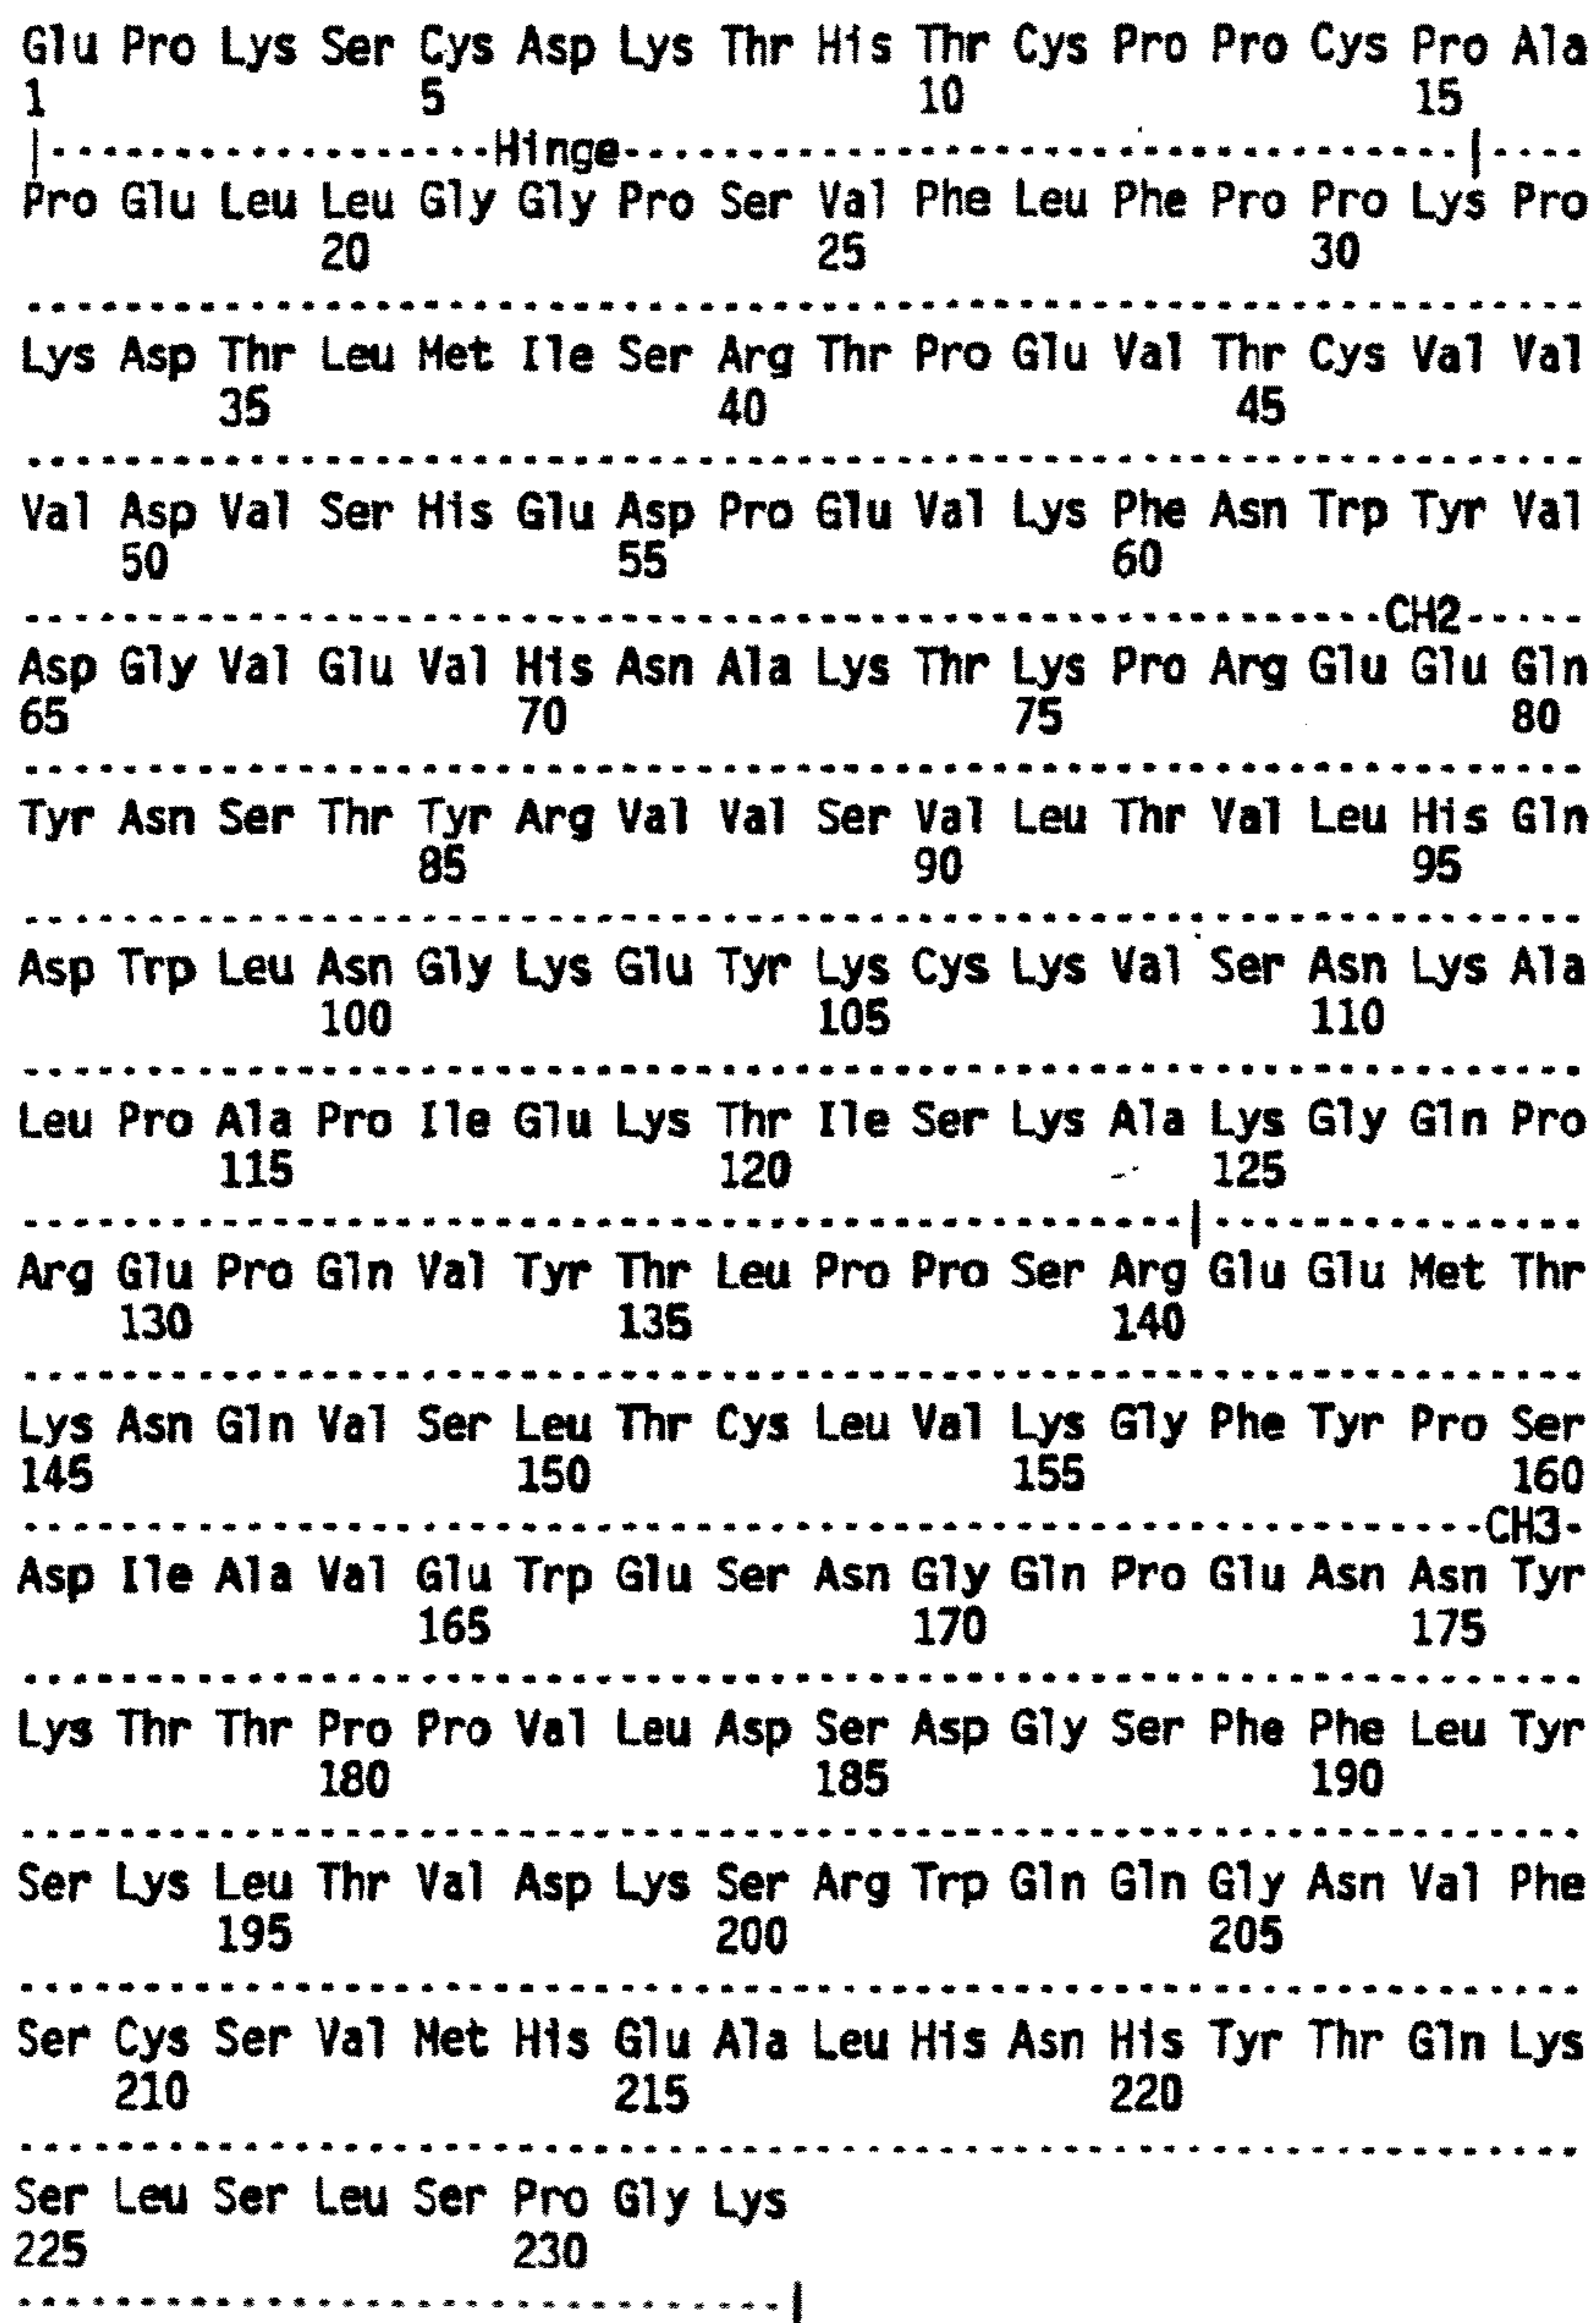 Glu Pro Lys Ser Cys Asp Lys Thr His Thr Cys Pro Pro Cys Pro Ala
1 5 10 15
|------------------Hinge----------------------------------|----
Pro Glu Leu Leu Gly Gly Pro Ser Val Phe Leu Phe Pro Pro Lys Pro
20 25 30
Lys Asp Thr Leu Met Ile Ser Arg Thr Pro Glu Val Thr Cys Val Val
35 40 45
Val Asp Val Ser His Glu Asp Pro Glu Val Lys Phe Asn Trp Tyr Val
50 55 60
-------------------------------------------------------CH2-----
Asp Gly Val Glu Val His Asn Ala Lys Thr Lys Pro Arg Glu Glu Gln
65 70 75 80
Tyr Asn Ser Thr Tyr Arg Val Val Ser Val Leu Thr Val Leu His Gln
85 90 95
Asp Trp Leu Asn Gly Lys Glu Tyr Lys Cys Lys Val Ser Asn Lys Ala
100 105 110
Leu Pro Ala Pro Ile Glu Lys Thr Ile Ser Lys Ala Lys Gly Gln Pro
115 120 125
Arg Glu Pro Gln Val Tyr Thr Leu Pro Pro Ser Arg Glu Glu Met Thr
130 135 140
Lys Asn Gln Val Ser Leu Thr Cys Leu Val Lys Gly Phe Tyr Pro Ser
145 150 155 160
-----------------------------------------------------------CH3-
Asp Ile Ala Val Glu Trp Glu Ser Asn Gly Gln Pro Glu Asn Asn Tyr
165 170 175
Lys Thr Thr Pro Pro Val Leu Asp Ser Asp Gly Ser Phe Phe Leu Tyr
180 185 190
Ser Lys Leu Thr Val Asp Lys Ser Arg Trp Gln Gln Gly Asn Val Phe
195 200 205
Ser Cys Ser Val Met His Glu Ala Leu His Asn His Tyr Thr Gln Lys
210 215 220
Ser Leu Ser Leu Ser Pro Gly Lys
225 230